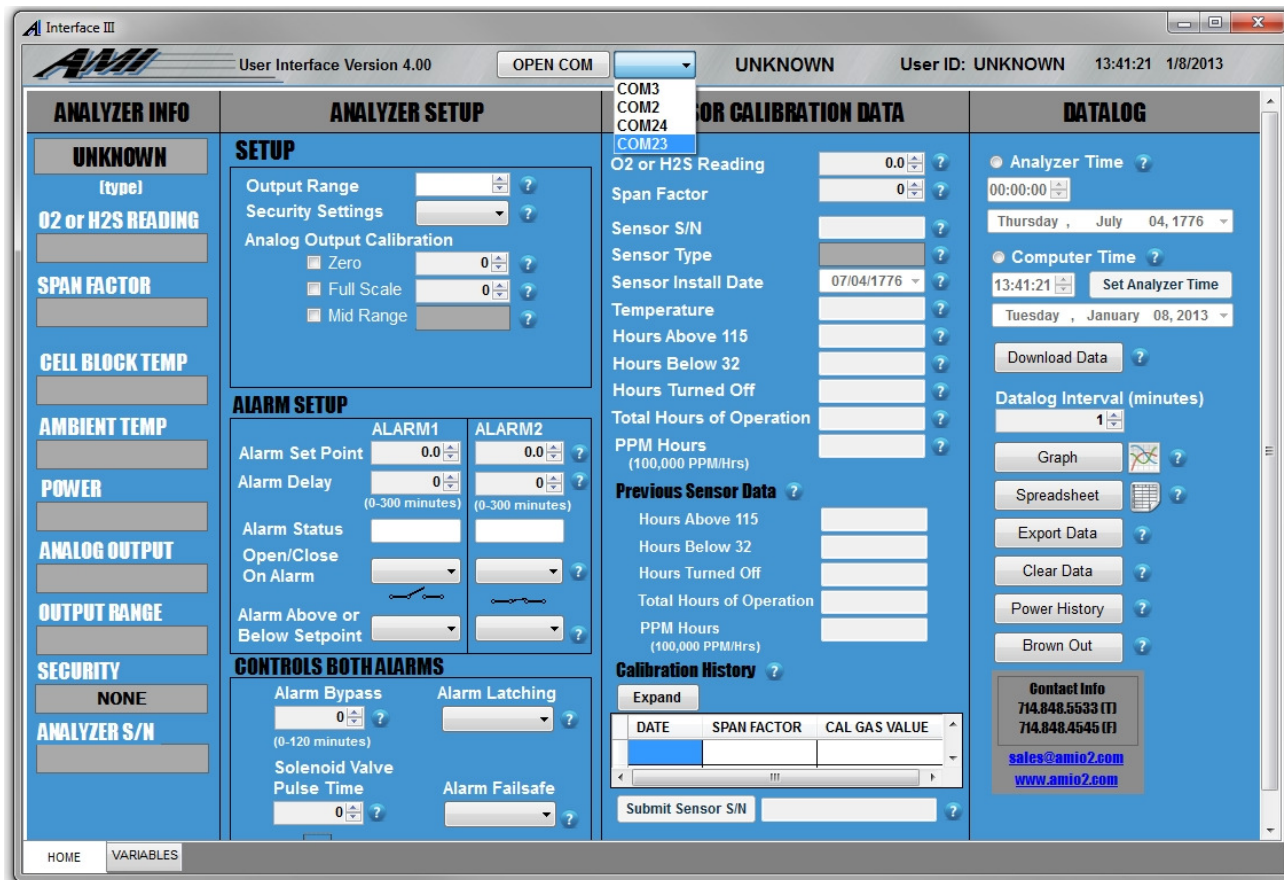 Interface III
AMI
User Interface Version 4.00
OPEN COM
UNKNOWN
User ID: UNKNOWN
13:41:21 1/8/2013
COM3
COM2
COM24
COM23
ANALYZER INFO
UNKNOWN
(type)
O2 or H2S READING
SPAN FACTOR
CELL BLOCK TEMP
AMBIENT TEMP
POWER
ANALOG OUTPUT
OUTPUT RANGE
SECURITY
NONE
ANALYZER S/N
ANALYZER SETUP
SETUP
Output Range ?
Security Settings ?
Analog Output Calibration
Zero 0 ?
Full Scale 0 ?
Mid Range ?
ALARM SETUP
ALARM1 ALARM2
Alarm Set Point 0.0 0.0 ?
Alarm Delay 0 0 ?
(0-300 minutes) (0-300 minutes)
Alarm Status
Open/Close
On Alarm ?
Alarm Above or
Below Setpoint ?
CONTROLS BOTH ALARMS
Alarm Bypass Alarm Latching
0 ? ?
(0-120 minutes)
Solenoid Valve
Pulse Time Alarm Failsafe
0 ? ?
OR CALIBRATION DATA
O2 or H2S Reading 0.0 ?
Span Factor 0 ?
Sensor S/N ?
Sensor Type ?
Sensor Install Date 07/04/1776 ?
Temperature ?
Hours Above 115 ?
Hours Below 32 ?
Hours Turned Off ?
Total Hours of Operation ?
PPM Hours ?
(100,000 PPM/Hrs)
Previous Sensor Data ?
Hours Above 115
Hours Below 32
Hours Turned Off
Total Hours of Operation
PPM Hours
(100,000 PPM/Hrs)
Calibration History ?
Expand
DATE SPAN FACTOR CAL GAS VALUE
Submit Sensor S/N ?
DATALOG
Analyzer Time ?
00:00:00
Thursday , July 04, 1776
Computer Time ?
13:41:21 Set Analyzer Time
Tuesday , January 08, 2013
Download Data ?
Datalog Interval (minutes)
1
Graph ?
Spreadsheet ?
Export Data ?
Clear Data ?
Power History ?
Brown Out ?
Contact Info
714.848.5533 (T)
714.848.4545 (F)
sales@amio2.com
www.amio2.com
HOME VARIABLES